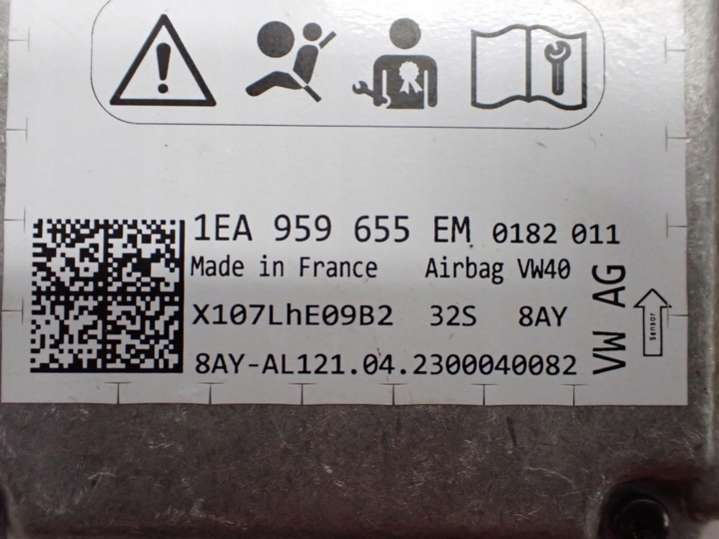 1EA 959 655 EM 0182 011
Made in France Airbag VW40
X107LhE09B2 32S 8AY
8AY-AL121.04.2300040082
VW AG
Sensor